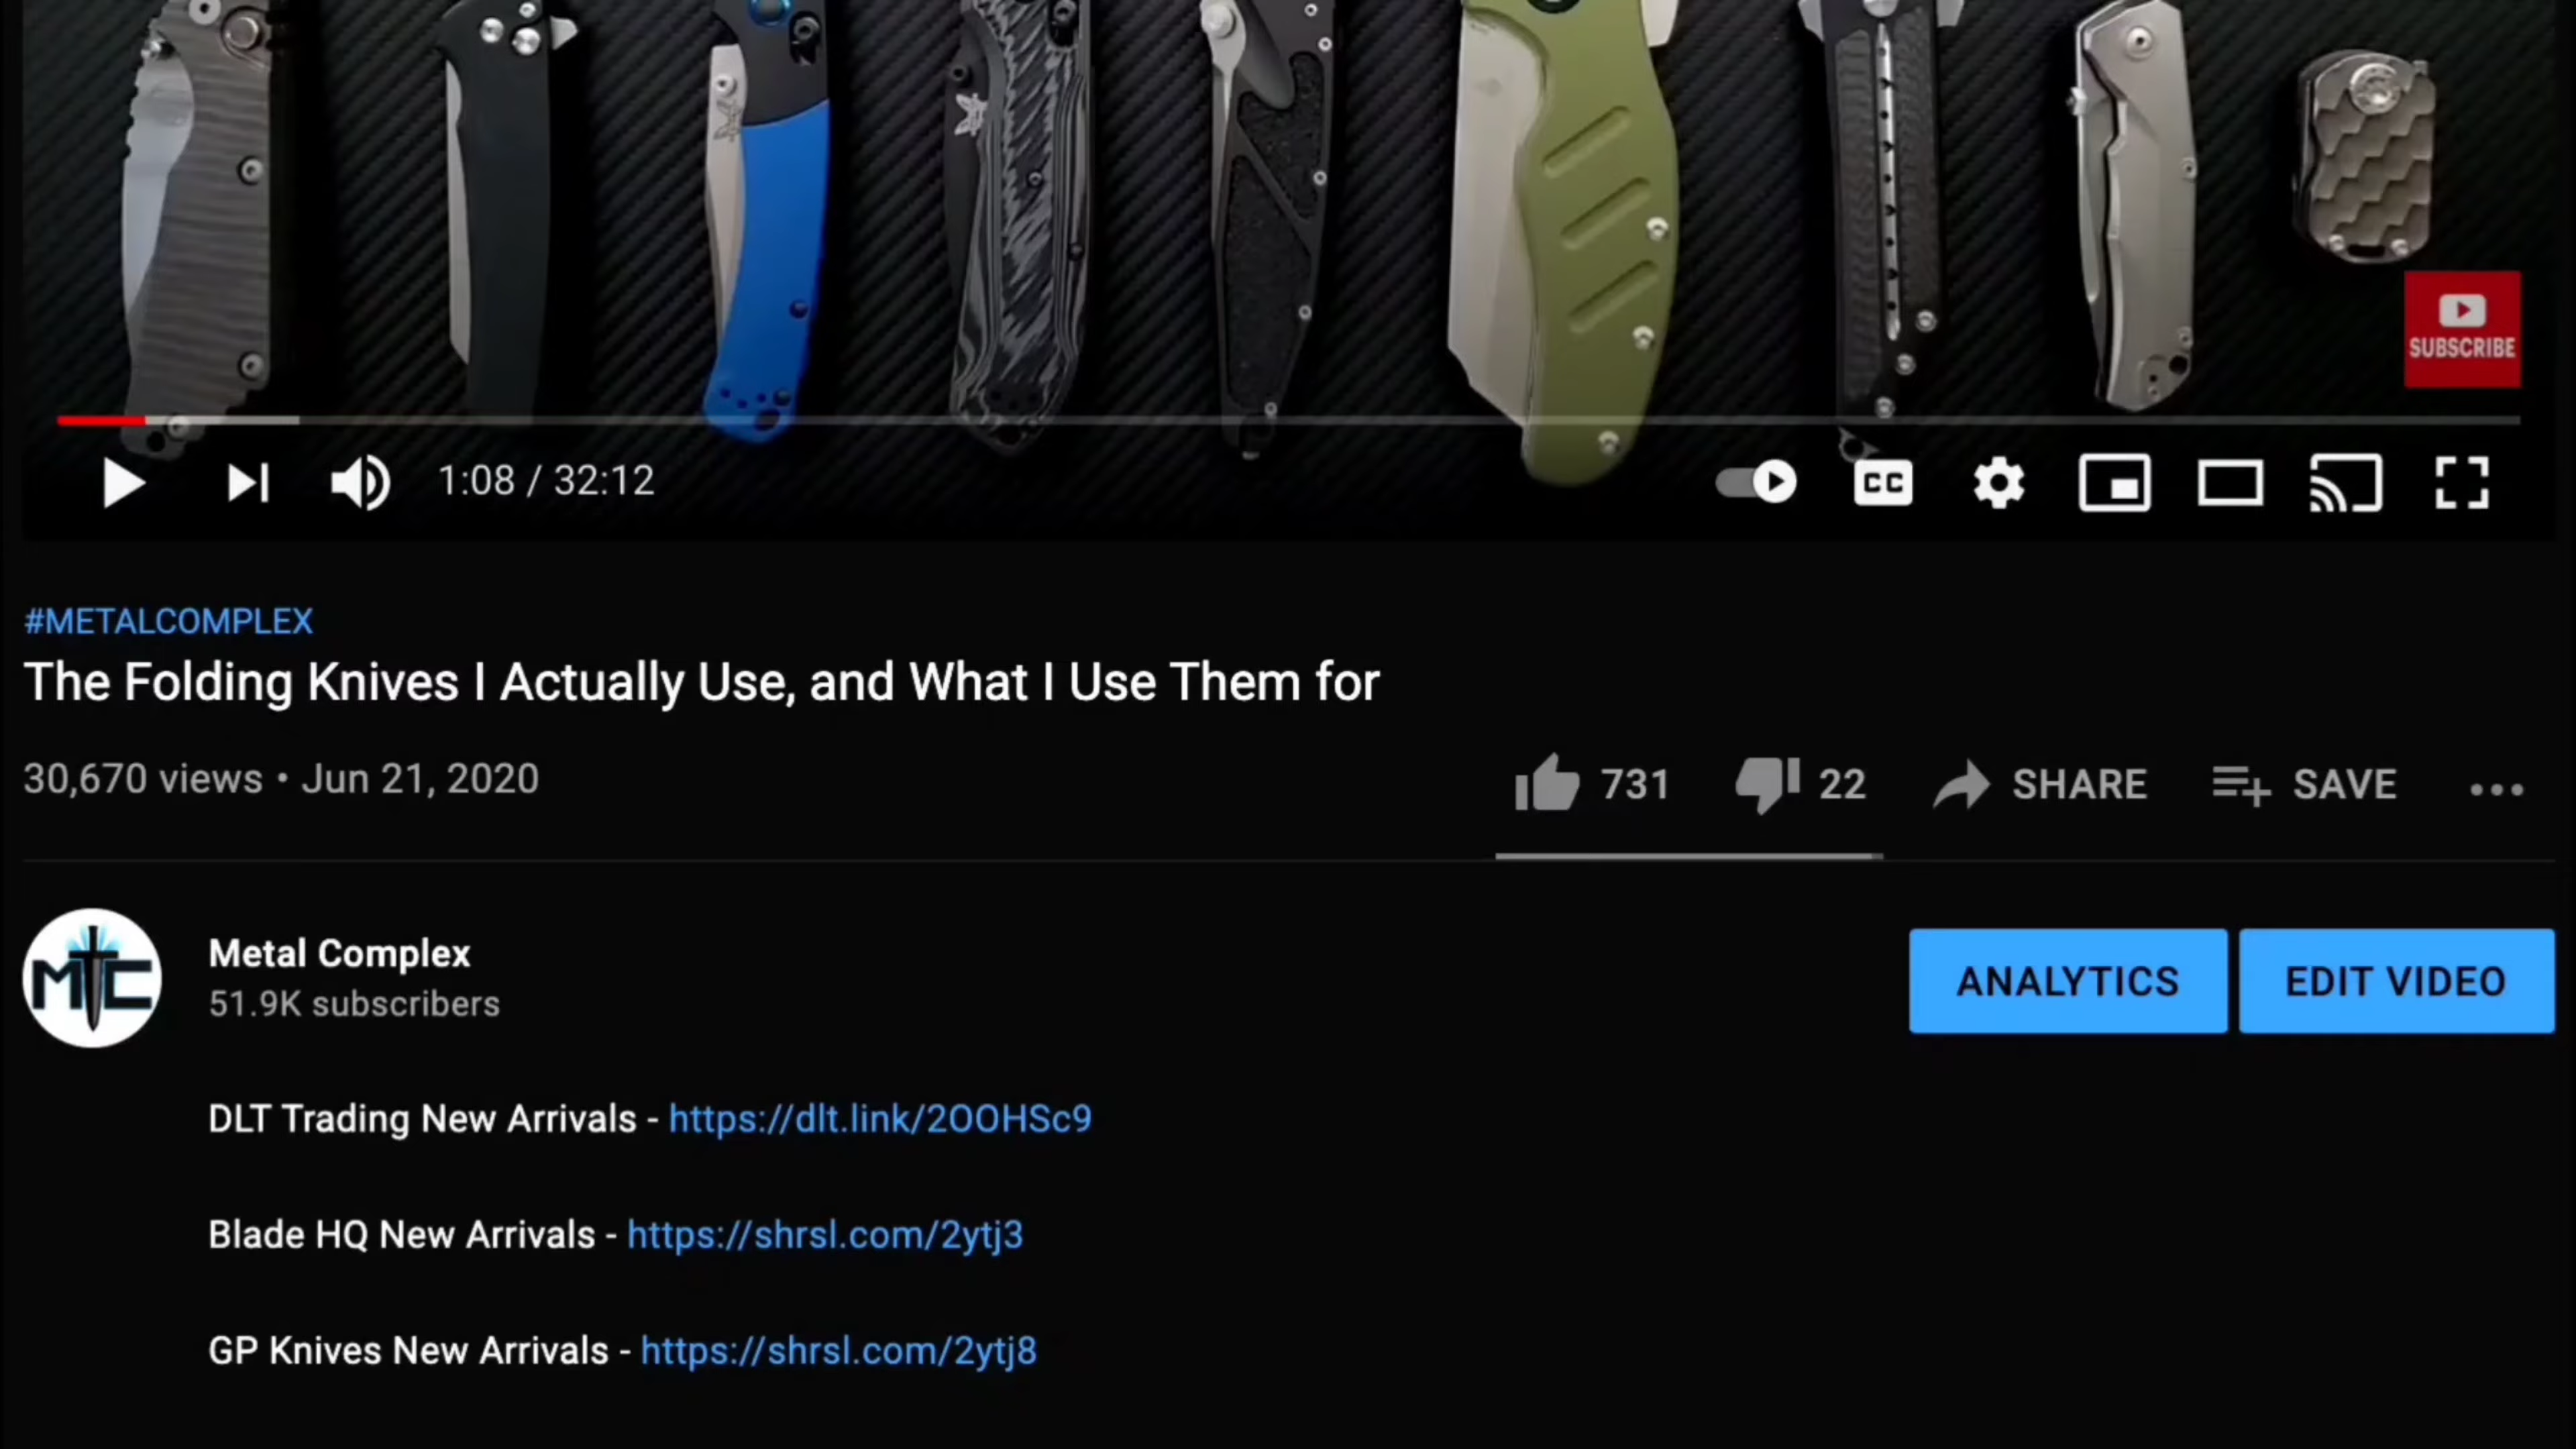 SUBSCRIBE
1:08 / 32:12
CC
#METALCOMPLEX
The Folding Knives I Actually Use, and What I Use Them for
30,670 views • Jun 21, 2020
731
22
SHARE
SAVE
MTC
Metal Complex
51.9K subscribers
ANALYTICS
EDIT VIDEO
DLT Trading New Arrivals - https://dlt.link/2OOHSc9
Blade HQ New Arrivals - https://shrsl.com/2ytj3
GP Knives New Arrivals - https://shrsl.com/2ytj8